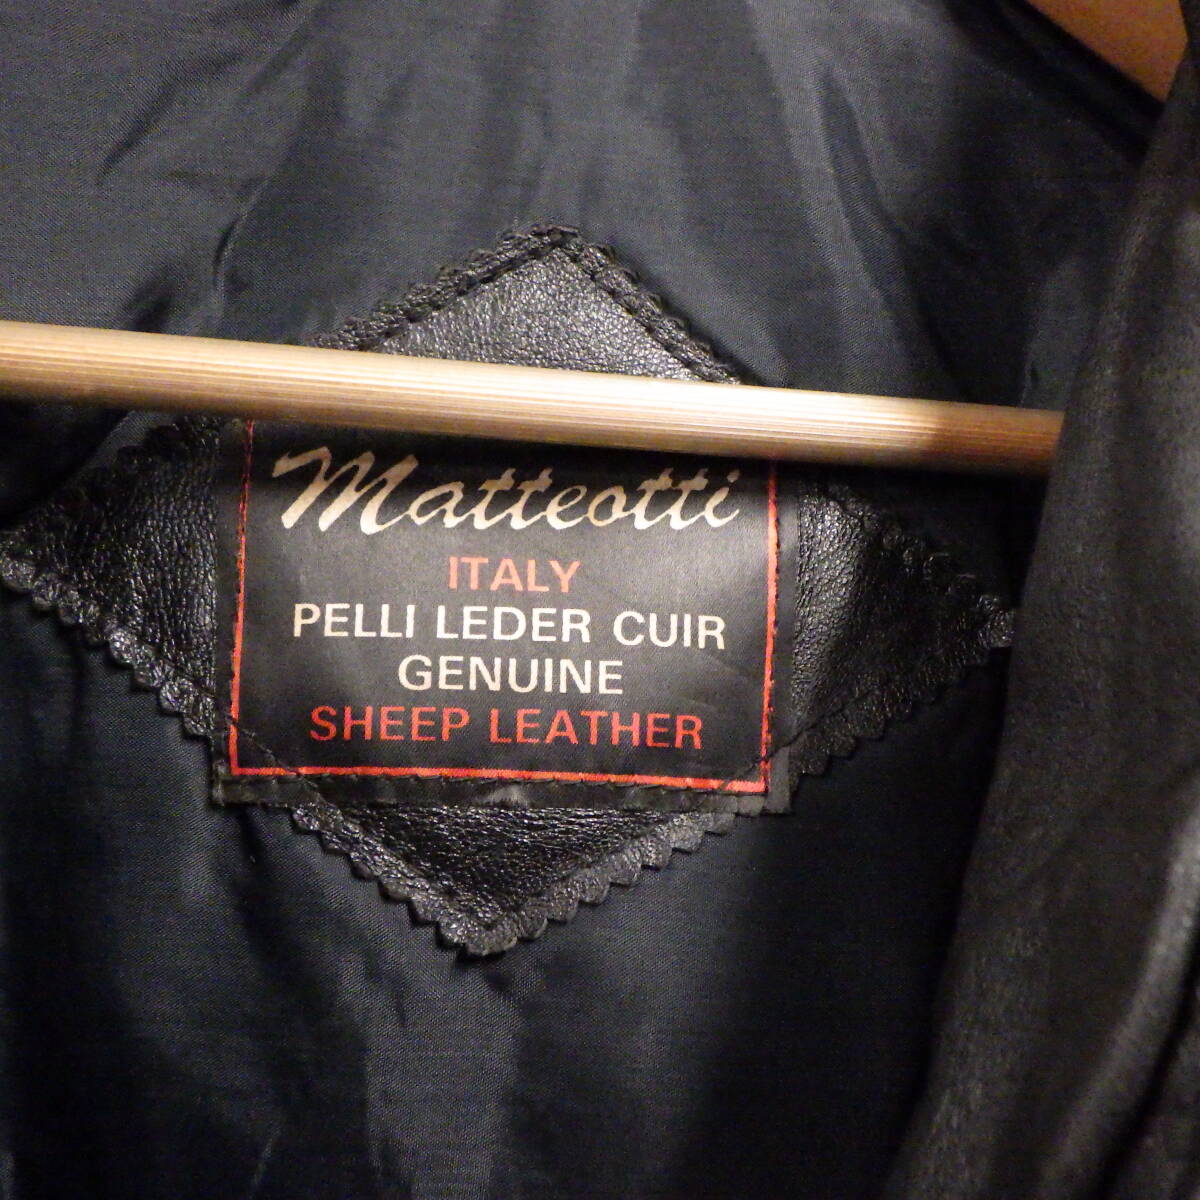 Matteotti
ITALY
PELLI LEDER CUIR
GENUINE
SHEEP LEATHER